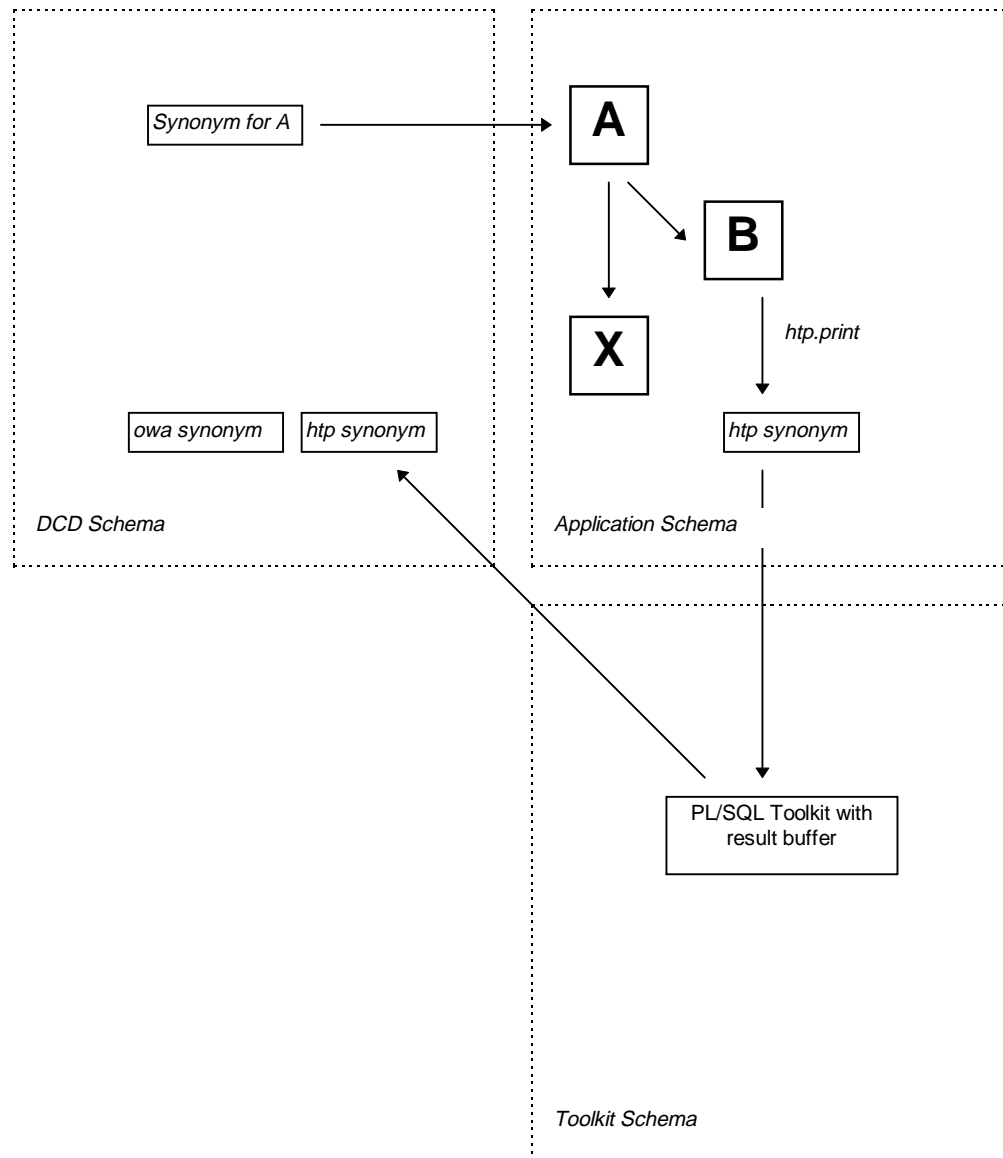 Synonym for A
A
B
X
htp.print
owa synonym
htp synonym
htp synonym
DCD Schema
Application Schema
PL/SQL Toolkit with
result buffer
Toolkit Schema